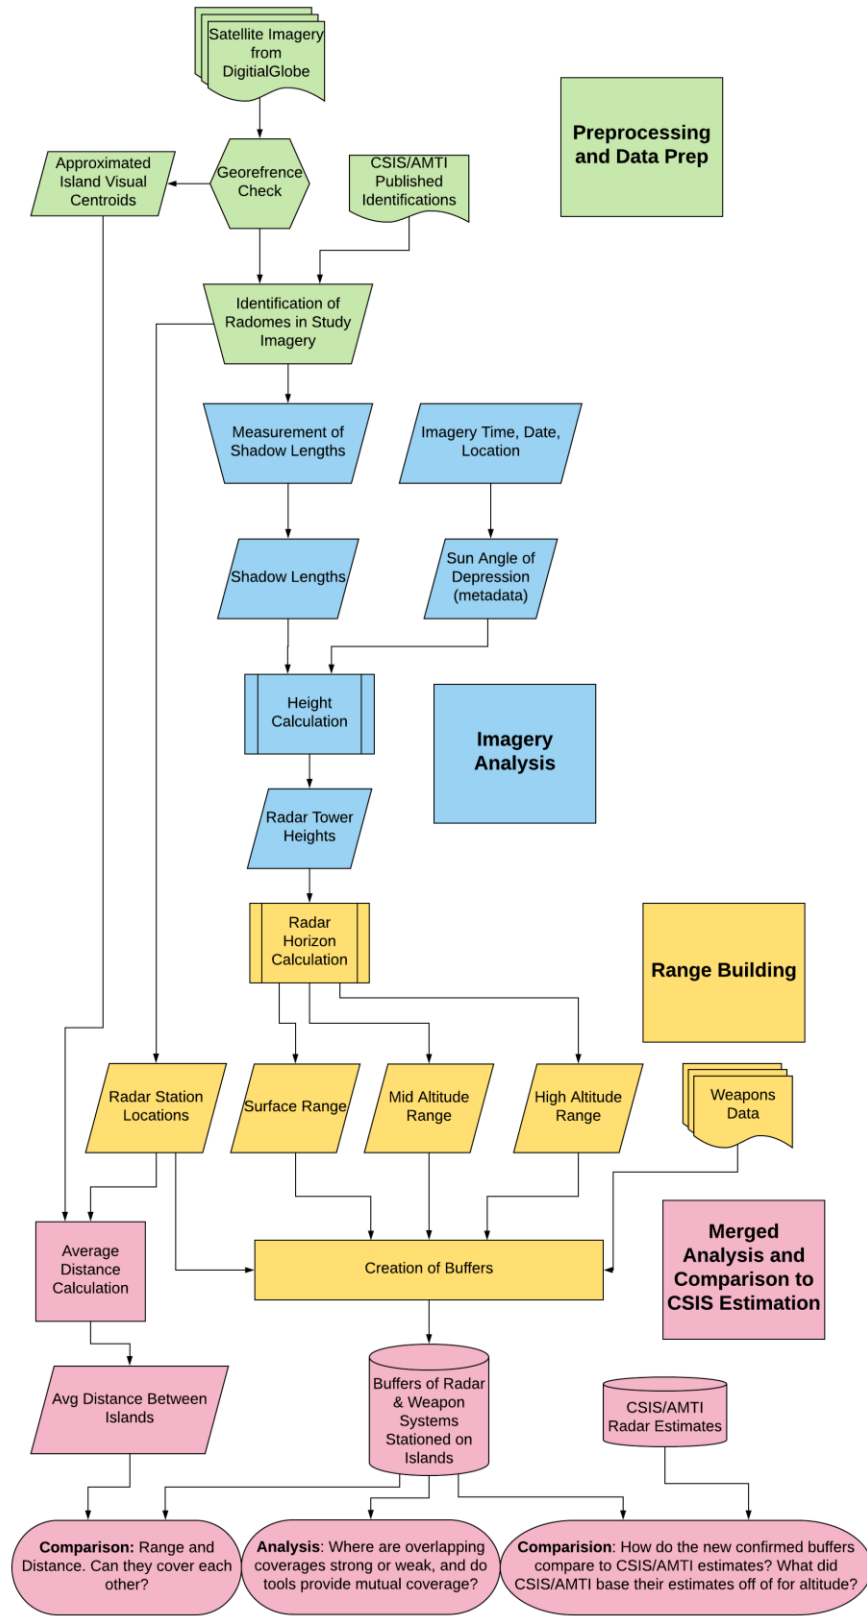 Satellite Imagery
from
DigitialGlobe
Preprocessing
and Data Prep
Approximated
Island Visual
Centroids
Georefrence
Check
CSIS/AMTI
Published
Identifications
Identification of
Radomes in Study
Imagery
Measurement of
Shadow Lengths
Imagery Time, Date,
Location
Shadow Lengths
Sun Angle of
Depression
(metadata)
Height
Calculation
Imagery
Analysis
Radar Tower
Heights
Radar
Horizon
Calculation
Range Building
Radar Station
Locations
Surface Range
Mid Altitude
Range
High Altitude
Range
Weapons
Data
Average
Distance
Calculation
Creation of Buffers
Merged
Analysis and
Comparison to
CSIS Estimation
Avg Distance Between
Islands
Buffers of Radar
& Weapon
Systems
Stationed on
Islands
CSIS/AMTI
Radar Estimates
Comparison: Range and
Distance. Can they cover each
other?
Analysis: Where are overlapping
coverages strong or weak, and do
tools provide mutual coverage?
Comparision: How do the new confirmed buffers
compare to CSIS/AMTI estimates? What did
CSIS/AMTI base their estimates off of for altitude?